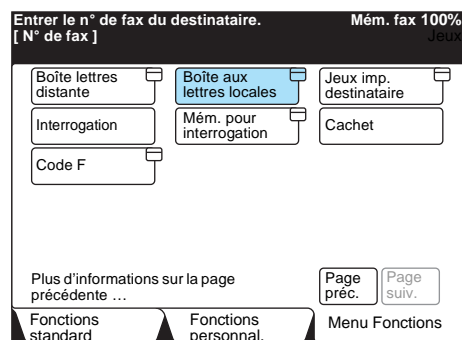 Entrer le n° de fax du destinataire. Mém. fax 100%
[ N° de fax ] Jeux
Boîte lettres distante
Boîte aux lettres locales
Jeux imp. destinataire
Interrogation
Mém. pour interrogation
Cachet
Code F
Plus d'informations sur la page
précédente …
Page préc.
Page suiv.
Fonctions standard
Fonctions personnal.
Menu Fonctions